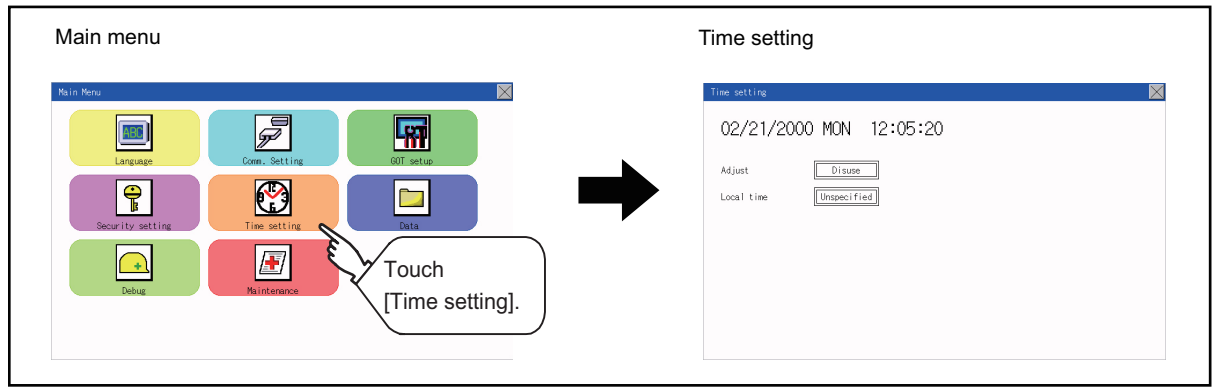 Main menu
Time setting
Main Menu
ABC
Language
Comm. Setting
GOT setup
Security setting
Time setting
Data
Debug
Maintenance
Touch
[Time setting].
Time setting
02/21/2000 MON 12:05:20
Adjust Disuse
Local time Unspecified